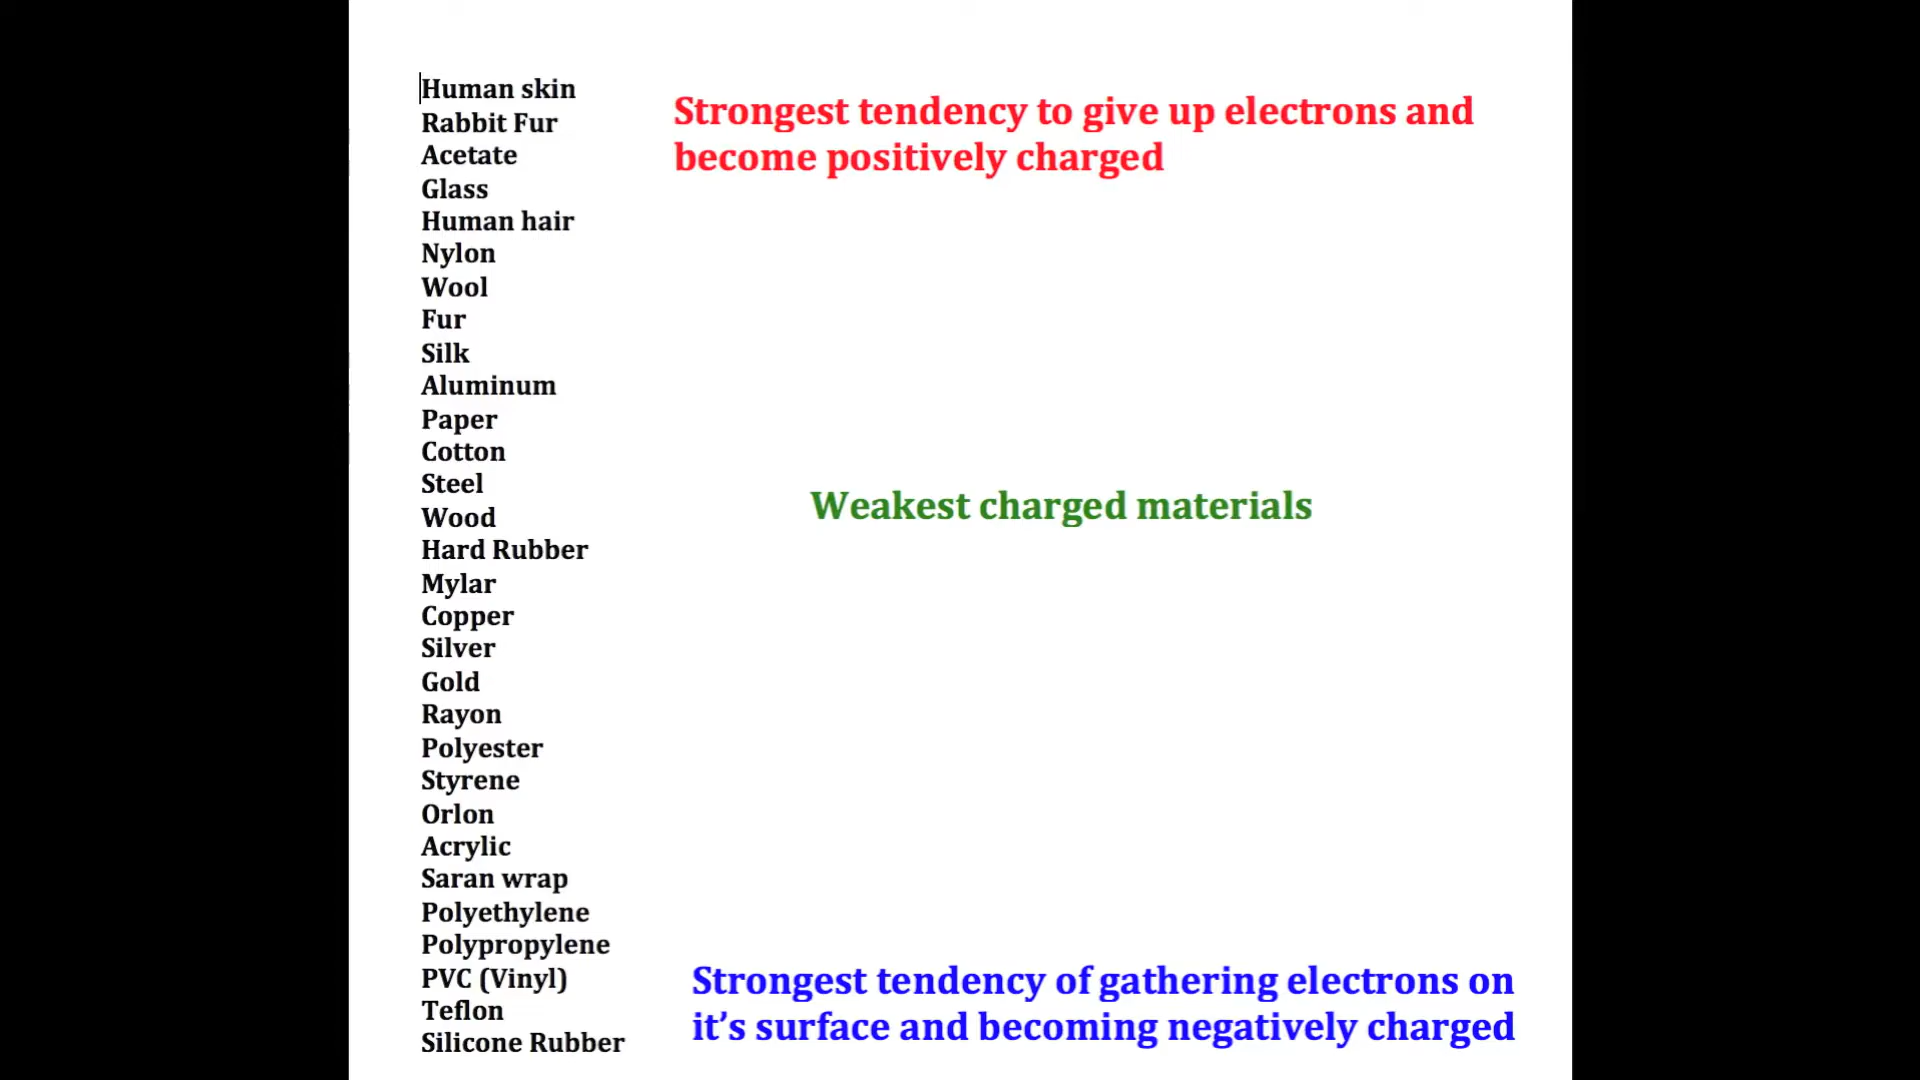 Human skin
Rabbit Fur
Acetate
Glass
Human hair
Nylon
Wool
Fur
Silk
Aluminum
Paper
Cotton
Steel
Wood
Hard Rubber
Mylar
Copper
Silver
Gold
Rayon
Polyester
Styrene
Orlon
Acrylic
Saran wrap
Polyethylene
Polypropylene
PVC (Vinyl)
Teflon
Silicone Rubber
Strongest tendency to give up electrons and
become positively charged
Weakest charged materials
Strongest tendency of gathering electrons on
it’s surface and becoming negatively charged